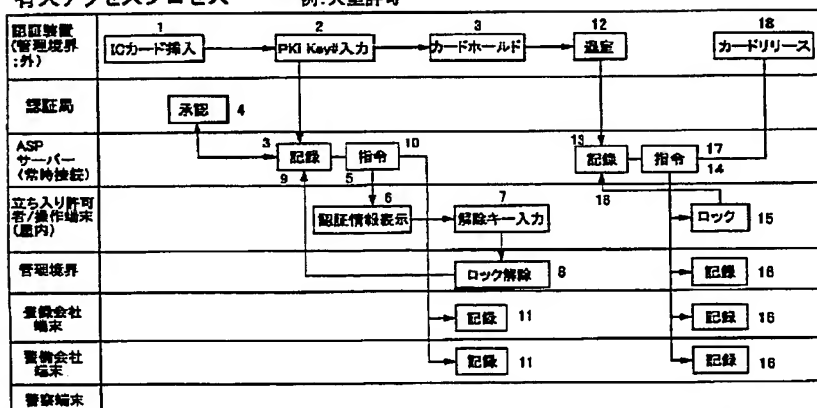 有人アクセスプロセス 例:入室許可
認証装置
(管理境界
:外)
1
ICカード挿入
2
PKI Key#入力
3
カードホールド
12
退室
18
カードリリース
認証局
承認 4
ASP
サーバー
(常時接続)
3
記録
9
指令
5
10
13
記録
指令
17
14
18
立ち入り許可
者/操作端末
(屋内)
6
認証情報表示
7
解除キー入力
ロック 15
管理境界
ロック解除 8
記録 16
登録会社
端末
記録 11
記録 16
警備会社
端末
記録 11
記録 16
警察端末